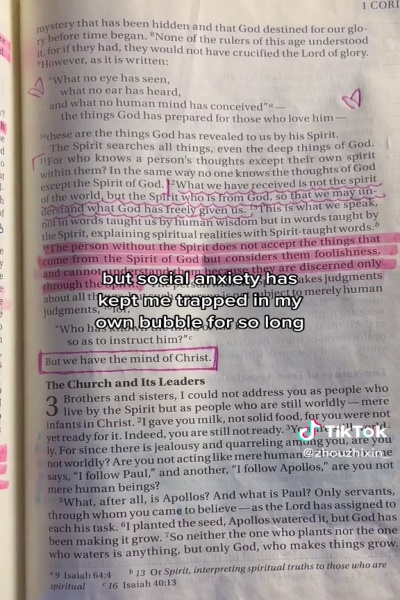 1 CORI
mystery that has been hidden and that God destined for our glo-
ry before time began. ⁸None of the rulers of this age understood
it, for if they had, they would not have crucified the Lord of glory.
⁹However, as it is written:
“What no eye has seen,
what no ear has heard,
and what no human mind has conceived”ᵃ—
the things God has prepared for those who love him—
¹⁰these are the things God has revealed to us by his Spirit.
The Spirit searches all things, even the deep things of God.
¹¹For who knows a person's thoughts except their own spirit
within them? In the same way no one knows the thoughts of God
except the Spirit of God. ¹²What we have received is not the spirit
of the world, but the Spirit who is from God, so that we may un-
derstand what God has freely given us. ¹³This is what we speak,
not in words taught us by human wisdom but in words taught by
the Spirit, explaining spiritual realities with Spirit-taught words.ᵇ
¹⁴The person without the Spirit does not accept the things that
come from the Spirit of God but considers them foolishness,
and cannot because they are discerned only
through the
but social anxiety has
kept me trapped in my
own bubble for so long
makes judgments
about all to merely human
judgments,
“Who has
so as to instruct him?”ᶜ
But we have the mind of Christ.
The Church and Its Leaders
3 Brothers and sisters, I could not address you as people who
live by the Spirit but as people who are still worldly—mere
infants in Christ. ²I gave you milk, not solid food, for you were not
yet ready for it. Indeed, you are still not ready. ³Y
ly. For since there is jealousy and quarreling among you, are you
not worldly? Are you not acting like mere human
says, “I follow Paul,” and another, “I follow Apollos,” are you not
mere human beings?
TikTok
@zhouzhixin_
⁵What, after all, is Apollos? And what is Paul? Only servants,
through whom you came to believe—as the Lord has assigned to
each his task. ⁶I planted the seed, Apollos watered it, but God has
been making it grow. ⁷So neither the one who plants nor the one
who waters is anything, but only God, who makes things grow.
ᵃ 9 Isaiah 64:4 ᵇ 13 Or Spirit, interpreting spiritual truths to those who are
spiritual ᶜ 16 Isaiah 40:13